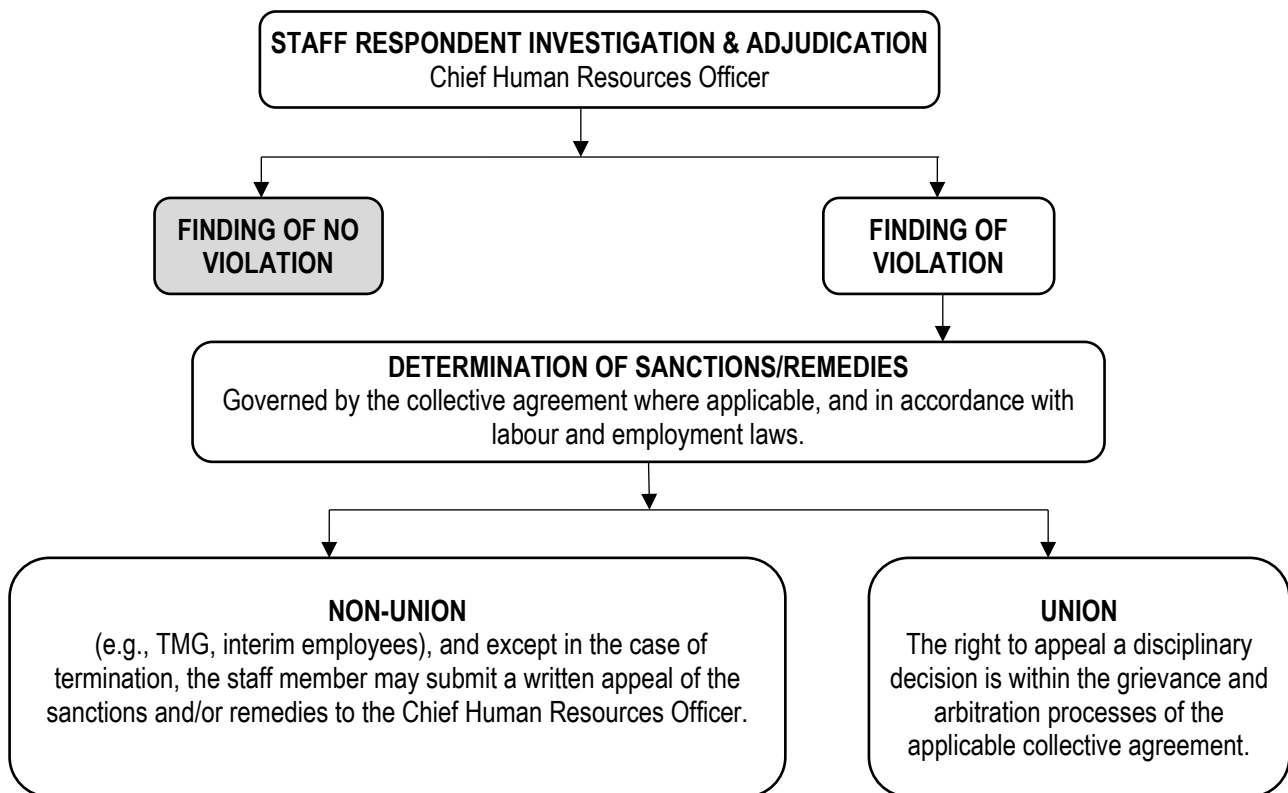 STAFF RESPONDENT INVESTIGATION & ADJUDICATION
Chief Human Resources Officer
FINDING OF NO
VIOLATION
FINDING OF
VIOLATION
DETERMINATION OF SANCTIONS/REMEDIES
Governed by the collective agreement where applicable, and in accordance with
labour and employment laws.
NON-UNION
(e.g., TMG, interim employees), and except in the case of
termination, the staff member may submit a written appeal of the
sanctions and/or remedies to the Chief Human Resources Officer.
UNION
The right to appeal a disciplinary
decision is within the grievance and
arbitration processes of the
applicable collective agreement.